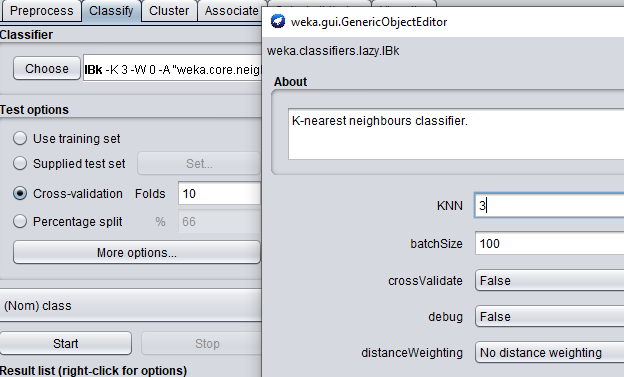 Preprocess Classify Cluster Associate
Classifier
Choose IBk -K 3 -W 0 -A "weka.core.neig
Test options
Use training set
Supplied test set Set...
Cross-validation Folds 10
Percentage split % 66
More options...
(Nom) class
Start Stop
Result list (right-click for options)
weka.gui.GenericObjectEditor
weka.classifiers.lazy.IBk
About
K-nearest neighbours classifier.
KNN 3
batchSize 100
crossValidate False
debug False
distanceWeighting No distance weighting